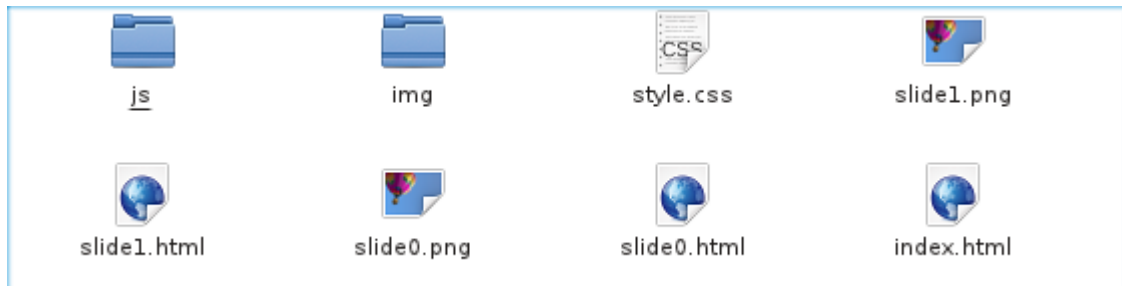 CSS
js
img
style.css
slide1.png
slide1.html
slide0.png
slide0.html
index.html